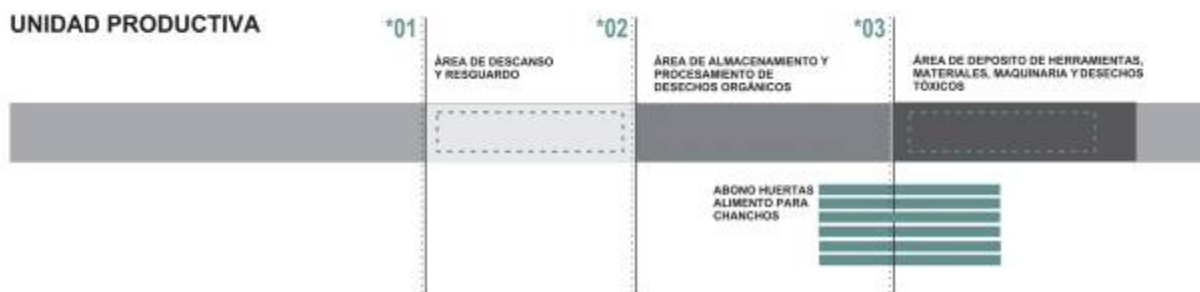 UNIDAD PRODUCTIVA
*01
*02
*03
ÁREA DE DESCANSO
Y RESGUARDO
ÁREA DE ALMACENAMIENTO Y
PROCESAMIENTO DE
DESECHOS ORGÁNICOS
ÁREA DE DEPOSITO DE HERRAMIENTAS,
MATERIALES, MAQUINARIA Y DESECHOS
TÓXICOS
ABONO HUERTAS
ALIMENTO PARA
CHANCHOS